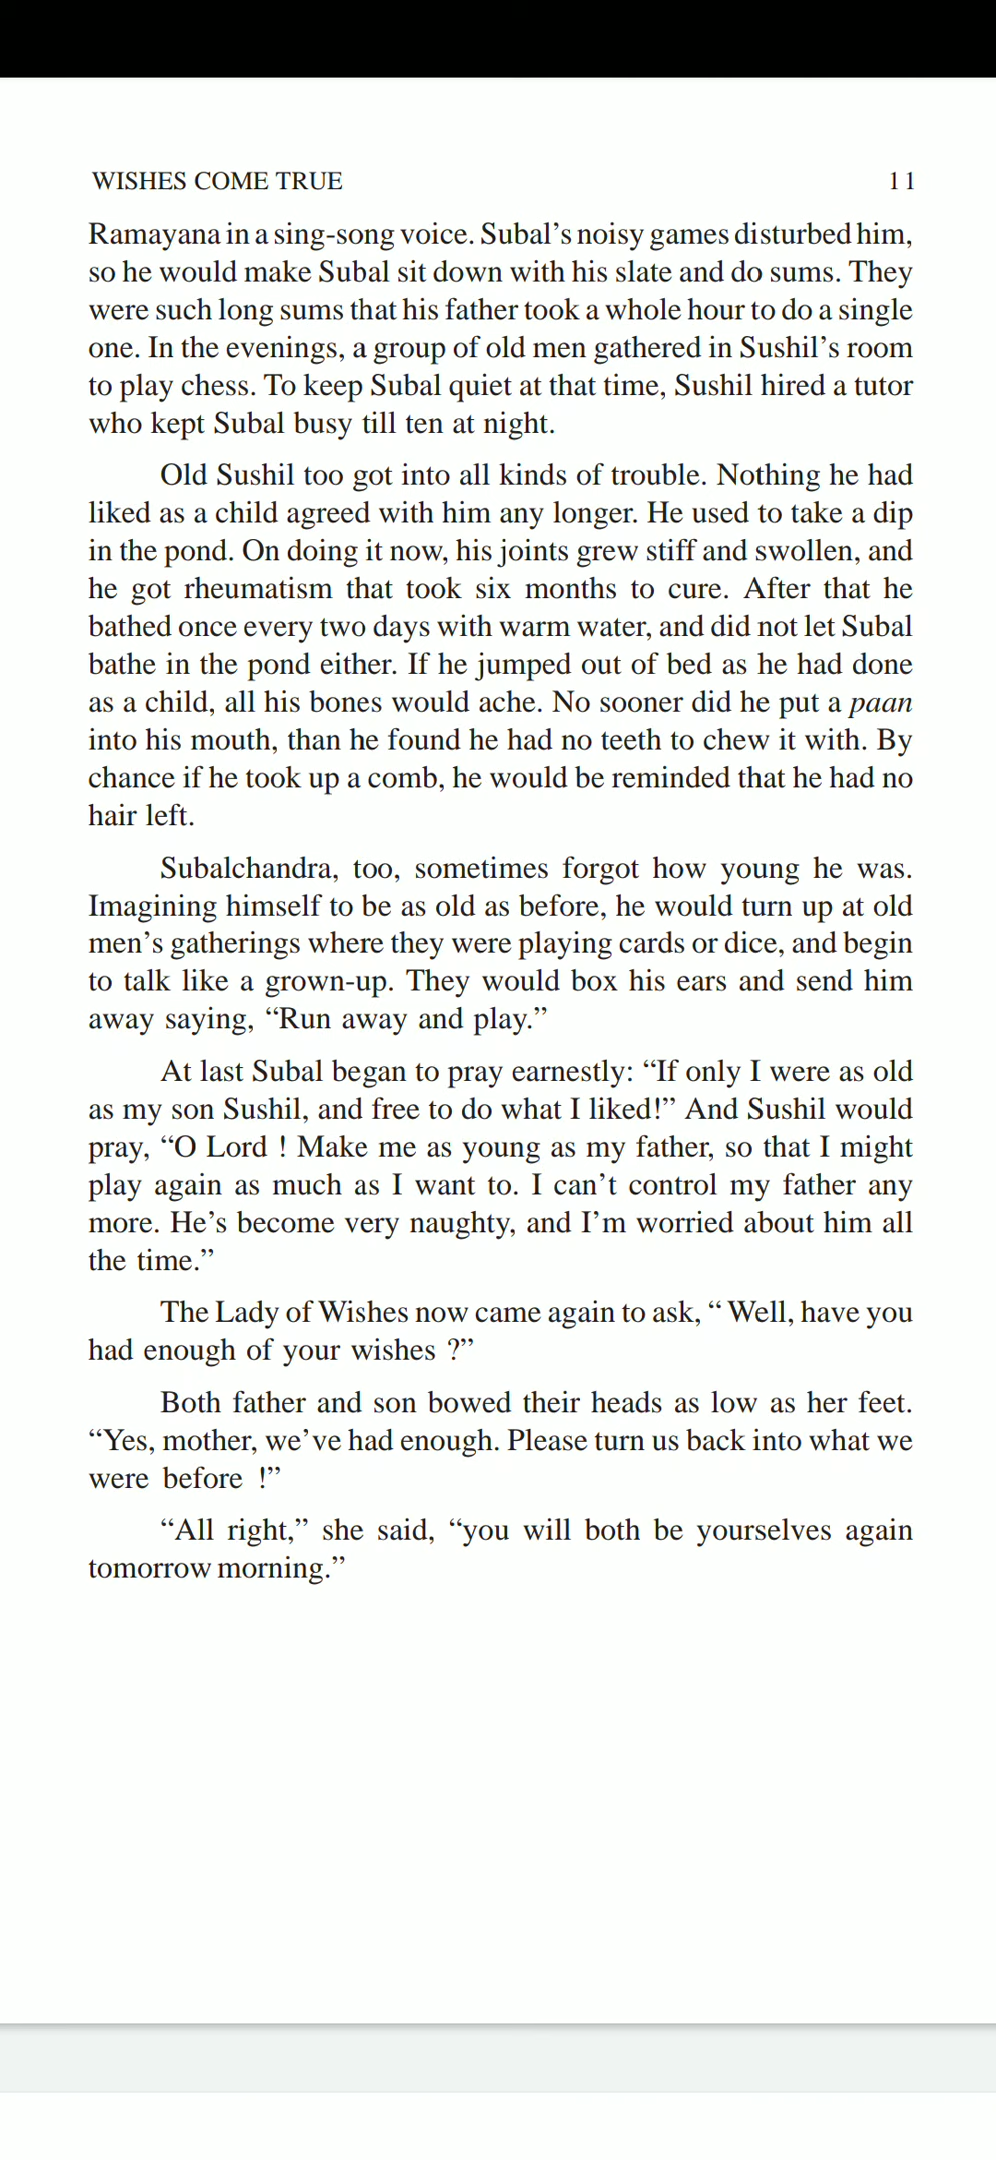 WISHES COME TRUE 11
Ramayana in a sing-song voice. Subal’s noisy games disturbed him,
so he would make Subal sit down with his slate and do sums. They
were such long sums that his father took a whole hour to do a single
one. In the evenings, a group of old men gathered in Sushil’s room
to play chess. To keep Subal quiet at that time, Sushil hired a tutor
who kept Subal busy till ten at night.
Old Sushil too got into all kinds of trouble. Nothing he had
liked as a child agreed with him any longer. He used to take a dip
in the pond. On doing it now, his joints grew stiff and swollen, and
he got rheumatism that took six months to cure. After that he
bathed once every two days with warm water, and did not let Subal
bathe in the pond either. If he jumped out of bed as he had done
as a child, all his bones would ache. No sooner did he put a paan
into his mouth, than he found he had no teeth to chew it with. By
chance if he took up a comb, he would be reminded that he had no
hair left.
Subalchandra, too, sometimes forgot how young he was.
Imagining himself to be as old as before, he would turn up at old
men’s gatherings where they were playing cards or dice, and begin
to talk like a grown-up. They would box his ears and send him
away saying, “Run away and play.”
At last Subal began to pray earnestly: “If only I were as old
as my son Sushil, and free to do what I liked!” And Sushil would
pray, “O Lord ! Make me as young as my father, so that I might
play again as much as I want to. I can’t control my father any
more. He’s become very naughty, and I’m worried about him all
the time.”
The Lady of Wishes now came again to ask, “ Well, have you
had enough of your wishes ?”
Both father and son bowed their heads as low as her feet.
“Yes, mother, we’ve had enough. Please turn us back into what we
were before !”
“All right,” she said, “you will both be yourselves again
tomorrow morning.”